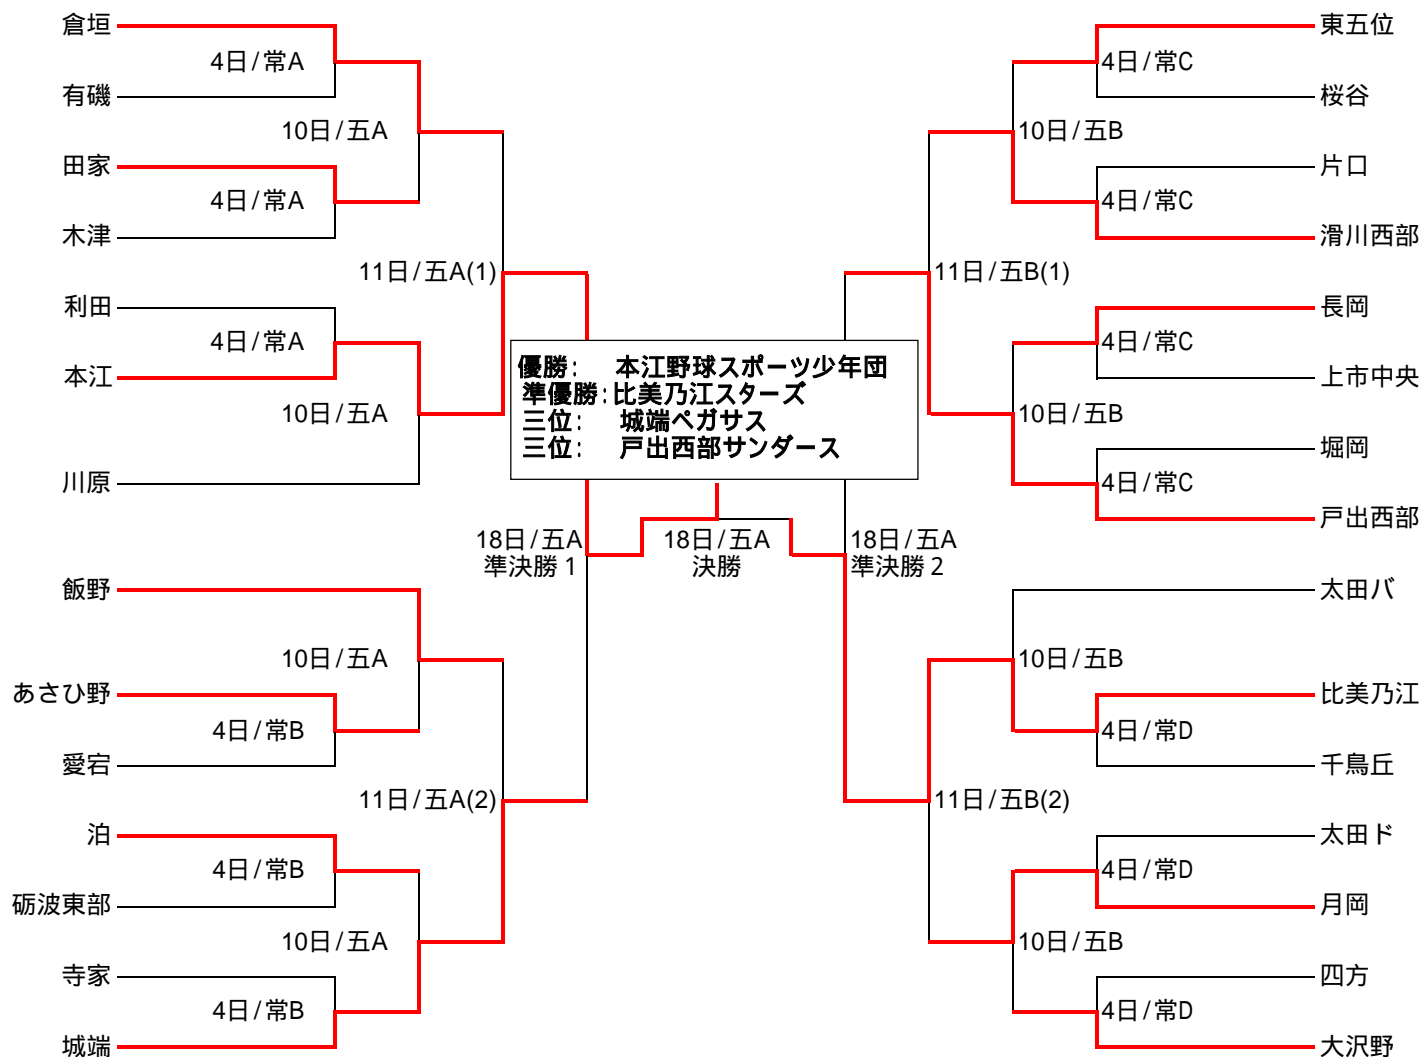 倉垣
4日/常A
有磯
10日/五A
田家
4日/常A
木津
11日/五A(1)
利田
4日/常A
本江
10日/五A
川原
18日/五A
準決勝1
飯野
10日/五A
あさひ野
4日/常B
愛宕
11日/五A(2)
泊
4日/常B
砺波東部
10日/五A
寺家
4日/常B
城端
優勝: 本江野球スポーツ少年団
準優勝:比美乃江スターズ
三位: 城端ペガサス
三位: 戸出西部サンダース
18日/五A
決勝
東五位
4日/常C
桜谷
10日/五B
片口
4日/常C
滑川西部
11日/五B(1)
長岡
4日/常C
上市中央
10日/五B
堀岡
4日/常C
戸出西部
18日/五A
準決勝2
太田バ
10日/五B
比美乃江
4日/常D
千鳥丘
11日/五B(2)
太田ド
4日/常D
月岡
10日/五B
四方
4日/常D
大沢野